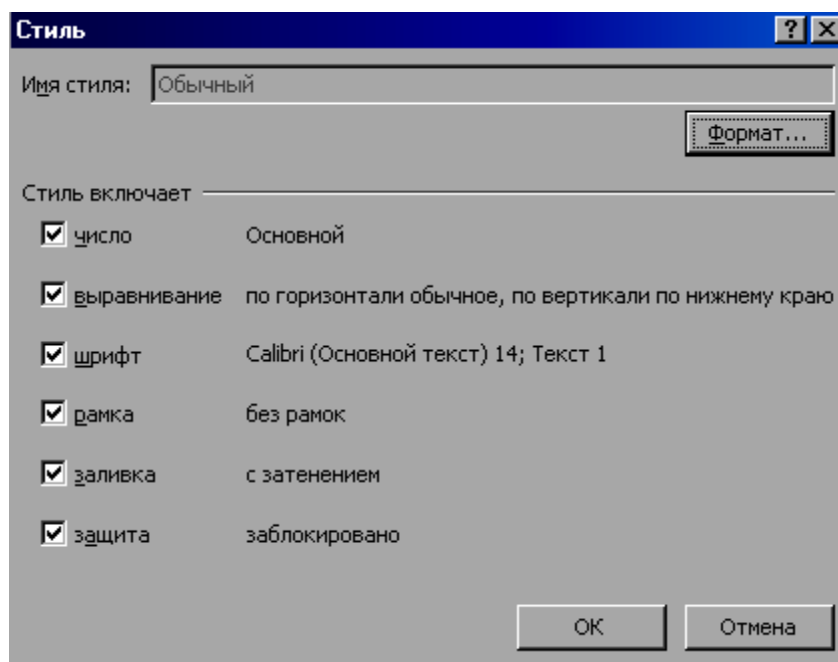 Стиль
Имя стиля: Обычный
Формат...
Стиль включает
число Основной
выравнивание по горизонтали обычное, по вертикали по нижнему краю
шрифт Calibri (Основной текст) 14; Текст 1
рамка без рамок
заливка с затенением
защита заблокировано
ОК Отмена